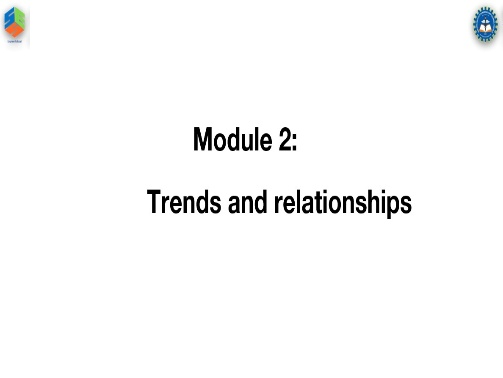 Module 2:
Trends and relationships